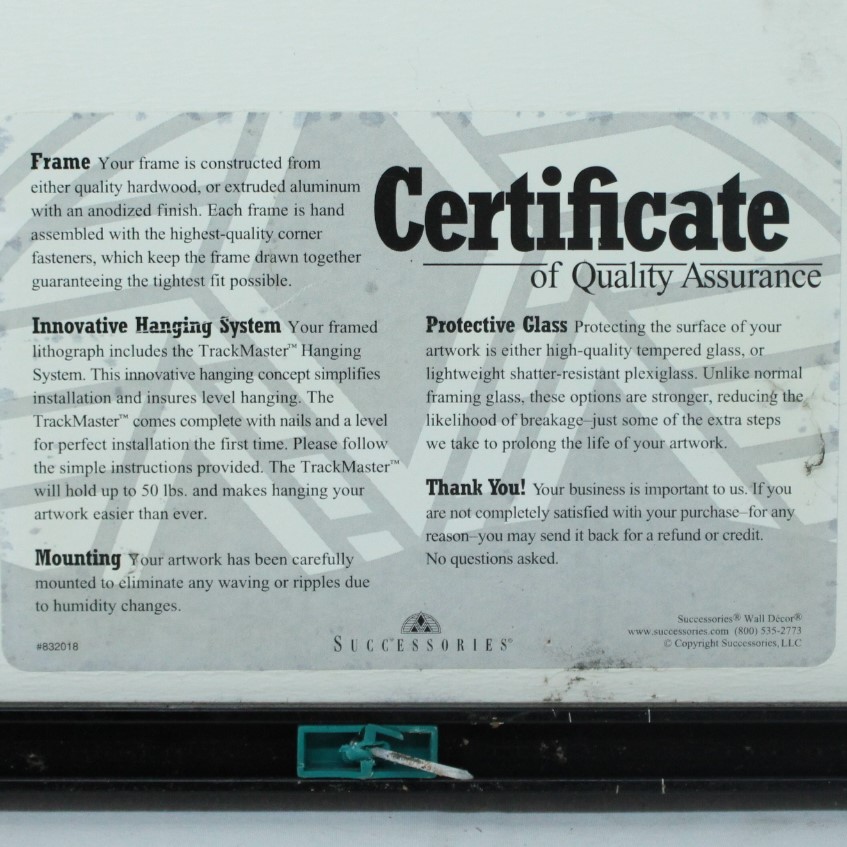 Certificate
of Quality Assurance
Frame Your frame is constructed from
either quality hardwood, or extruded aluminum
with an anodized finish. Each frame is hand
assembled with the highest-quality corner
fasteners, which keep the frame drawn together
guaranteeing the tightest fit possible.
Innovative Hanging System Your framed
lithograph includes the TrackMaster™ Hanging
System. This innovative hanging concept simplifies
installation and insures level hanging. The
TrackMaster™ comes complete with nails and a level
for perfect installation the first time. Please follow
the simple instructions provided. The TrackMaster™
will hold up to 50 lbs. and makes hanging your
artwork easier than ever.
Mounting Your artwork has been carefully
mounted to eliminate any waving or ripples due
to humidity changes.
Protective Glass Protecting the surface of your
artwork is either high-quality tempered glass, or
lightweight shatter-resistant plexiglass. Unlike normal
framing glass, these options are stronger, reducing the
likelihood of breakage–just some of the extra steps
we take to prolong the life of your artwork.
Thank You! Your business is important to us. If you
are not completely satisfied with your purchase–for any
reason–you may send it back for a refund or credit.
No questions asked.
#832018
SUCCESSORIES®
Successories® Wall Décor®
www.successories.com (800) 535-2773
© Copyright Successories, LLC